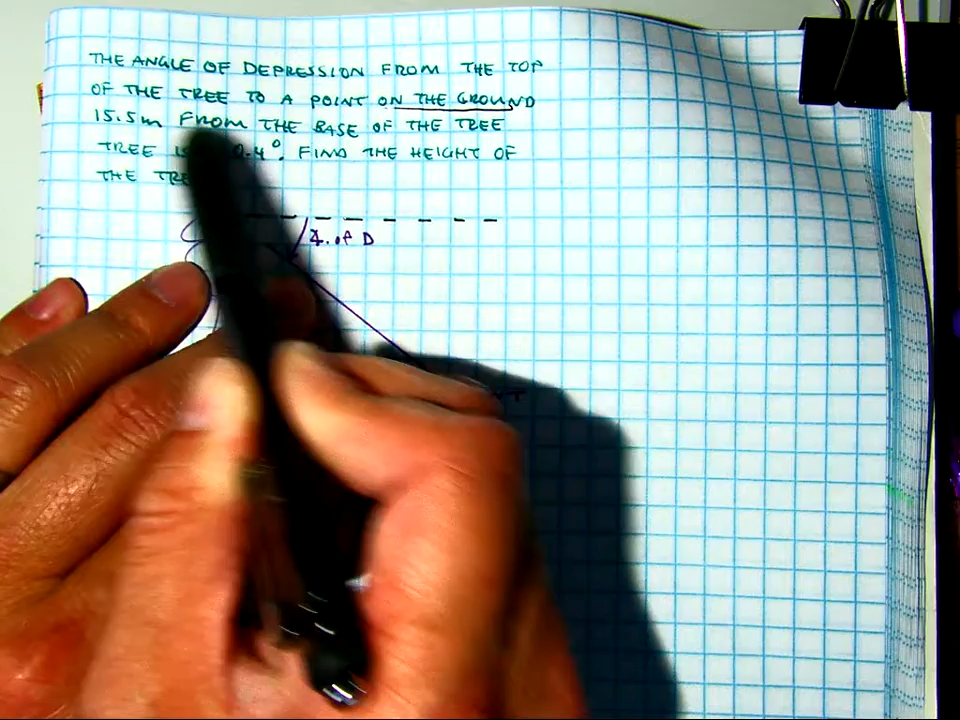 THE ANGLE OF DEPRESSION FROM THE TOP
OF THE TREE TO A POINT ON THE GROUND
15.5m FROM THE BASE OF THE TREE
TREE FIND THE HEIGHT OF
THE
∡. of D